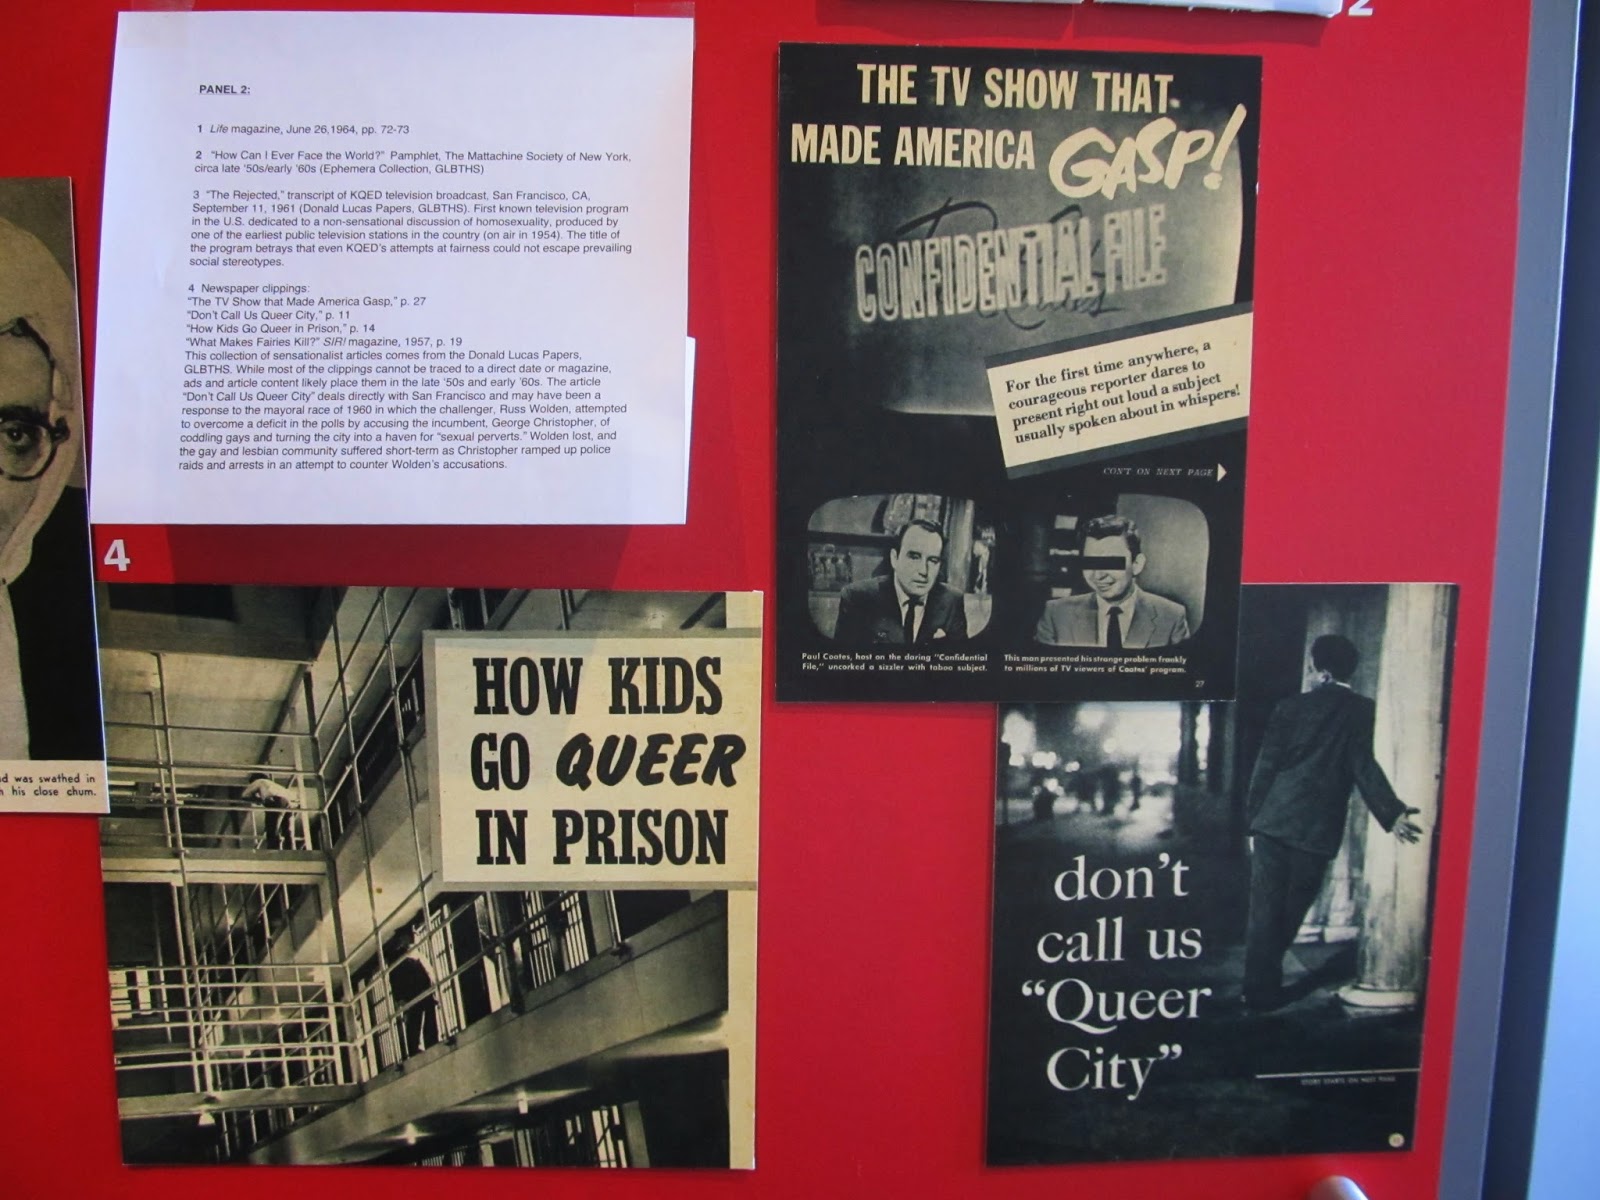 PANEL 2:
1 Life magazine, June 26,1964, pp. 72-73
2 "How Can I Ever Face the World?" Pamphlet, The Mattachine Society of New York,
circa late '50s/early '60s (Ephemera Collection, GLBTHS)
3 "The Rejected," transcript of KQED television broadcast, San Francisco, CA,
September 11, 1961 (Donald Lucas Papers, GLBTHS). First known television program
in the U.S. dedicated to a non-sensational discussion of homosexuality, produced by
one of the earliest public television stations in the country (on air in 1954). The title of
the program betrays that even KQED's attempts at fairness could not escape prevailing
social stereotypes.
4 Newspaper clippings:
"The TV Show that Made America Gasp," p. 27
"Don't Call Us Queer City," p. 11
"How Kids Go Queer in Prison," p. 14
"What Makes Fairies Kill?" SIR! magazine, 1957, p. 19
This collection of sensationalist articles comes from the Donald Lucas Papers,
GLBTHS. While most of the clippings cannot be traced to a direct date or magazine,
ads and article content likely place them in the late '50s and early '60s. The article
"Don't Call Us Queer City" deals directly with San Francisco and may have been a
response to the mayoral race of 1960 in which the challenger, Russ Wolden, attempted
to overcome a deficit in the polls by accusing the incumbent, George Christopher, of
coddling gays and turning the city into a haven for "sexual perverts." Wolden lost, and
the gay and lesbian community suffered short-term as Christopher ramped up police
raids and arrests in an attempt to counter Wolden's accusations.
2
THE TV SHOW THAT
MADE AMERICA GASP!
CONFIDENTIAL FILE
For the first time anywhere, a
courageous reporter dares to
present right out loud a subject
usually spoken about in whispers!
CON'T ON NEXT PAGE
Paul Coates, host on the daring "Confidential
File," uncorked a sizzler with taboo subject.
This man presented his strange problem frankly
to millions of TV viewers of Coates' program.
27
4
d was swathed in
his close chum.
HOW KIDS
GO QUEER
IN PRISON
don't
call us
"Queer
City"
STORY STARTS ON NEXT PAGE